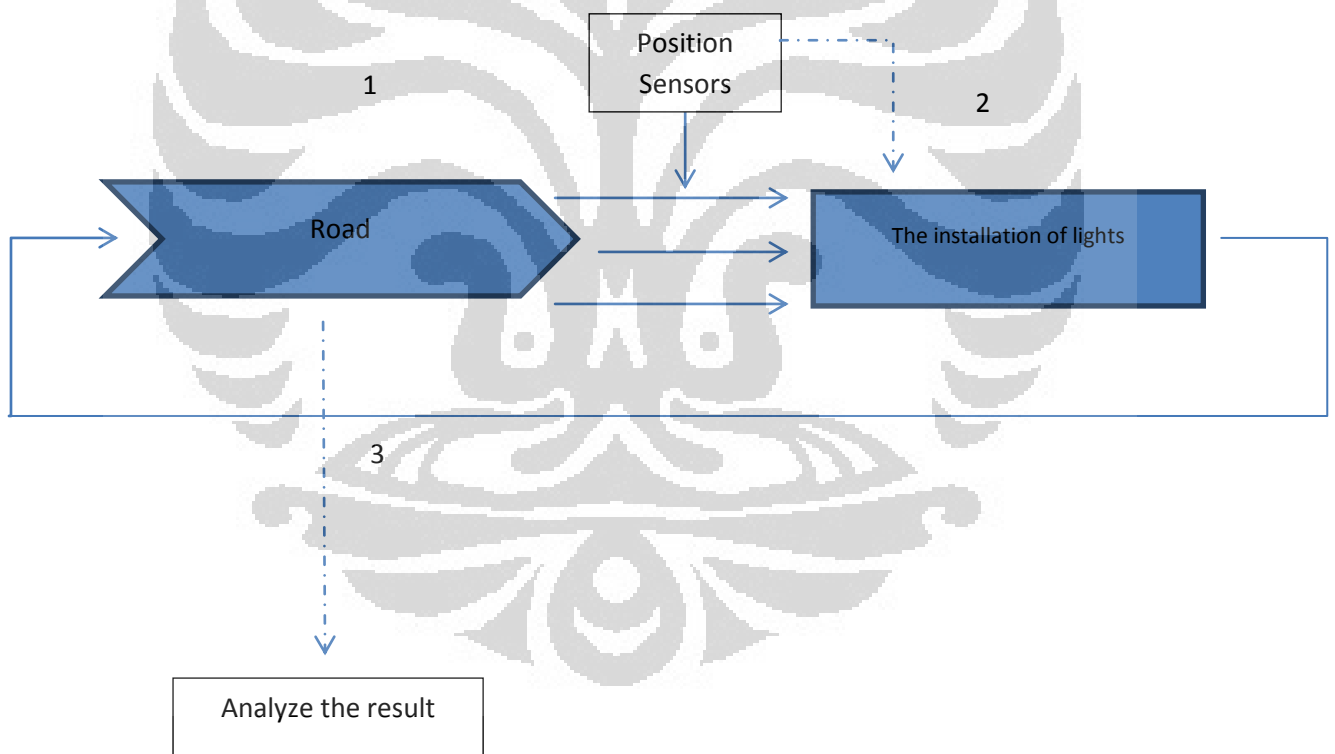 Position
Sensors
1
2
Road
The installation of lights
3
Analyze the result